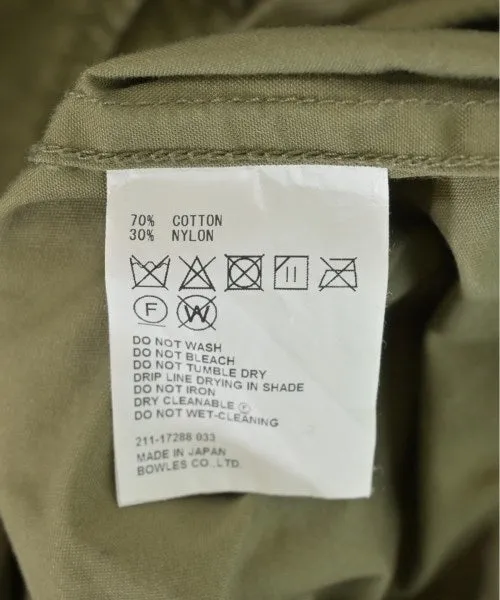 70% COTTON
30% NYLON
F W
DO NOT WASH
DO NOT BLEACH
DO NOT TUMBLE DRY
DRIP LINE DRYING IN SHADE
DO NOT IRON
DRY CLEANABLE Ⓕ
DO NOT WET-CLEANING
211-17288 033
MADE IN JAPAN
BOWLES CO.,LTD.